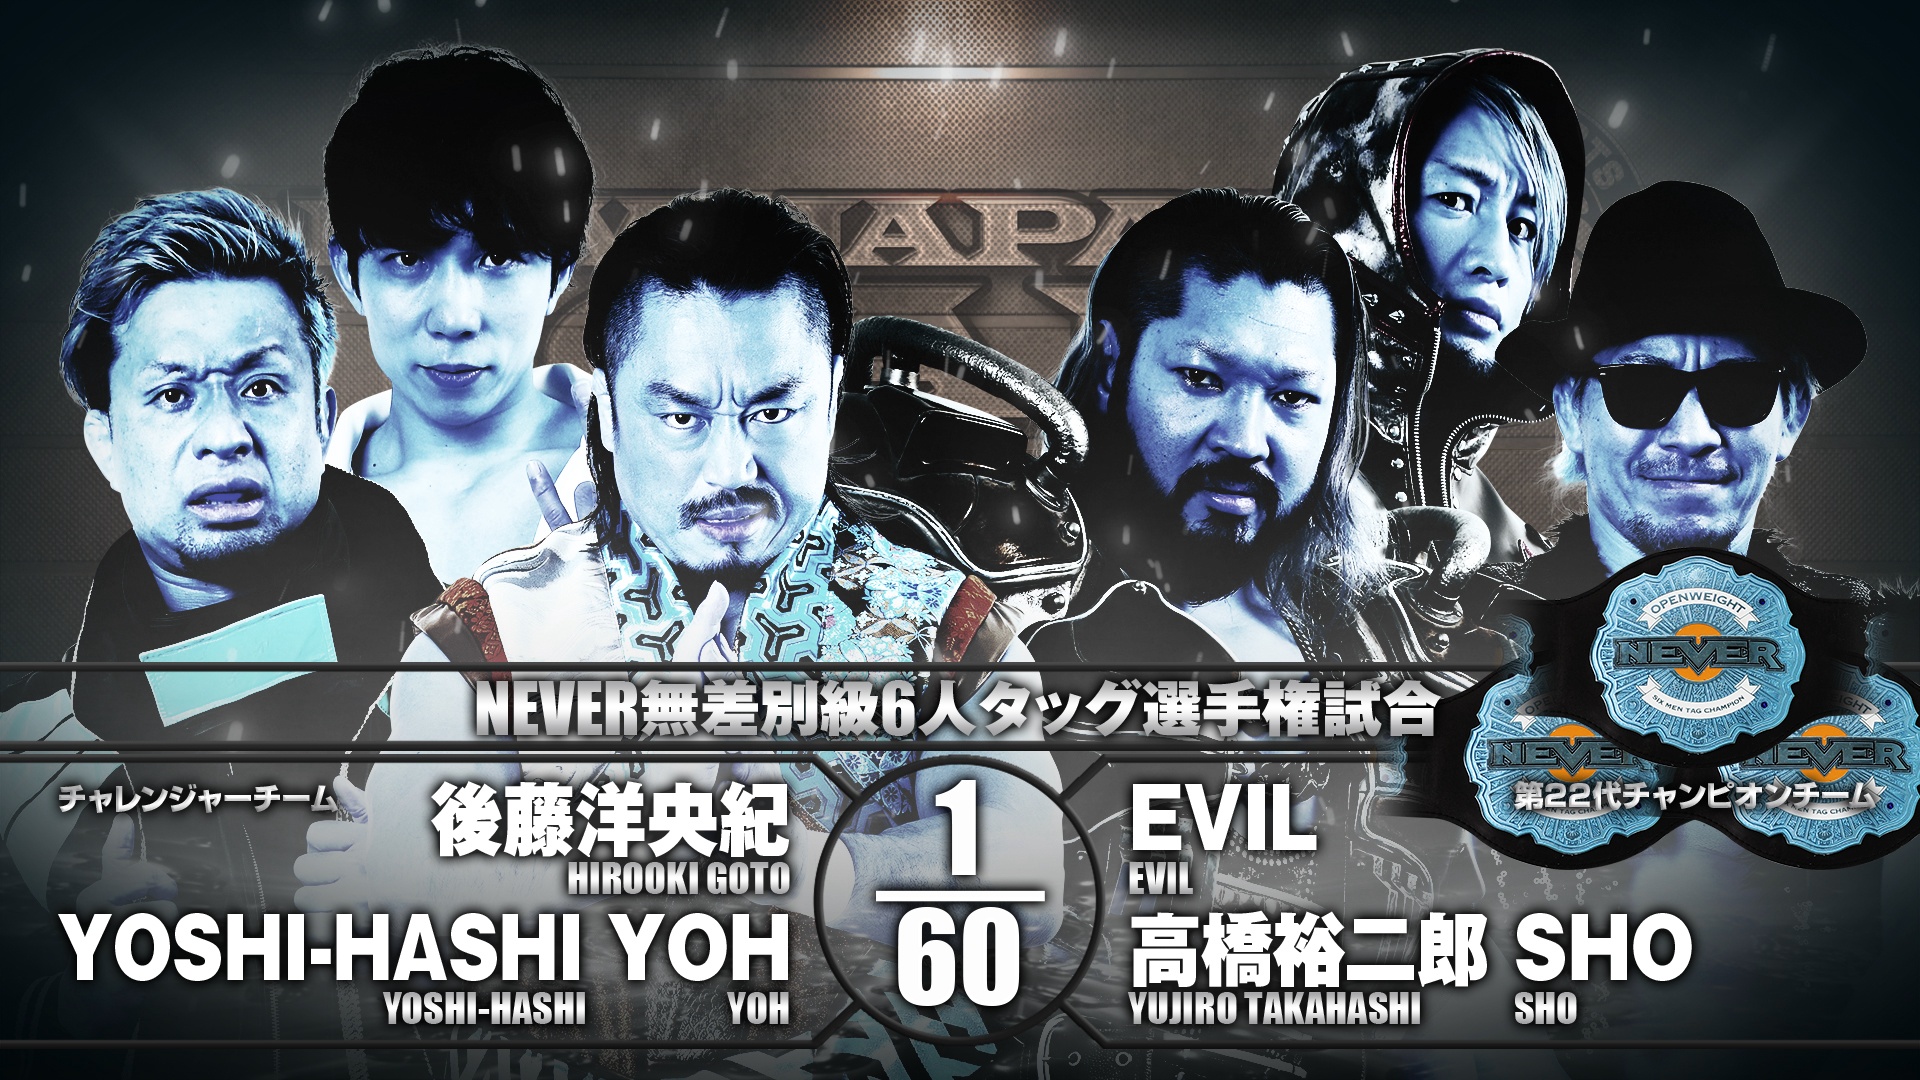 NEVER無差別級6人タッグ選手権試合
チャレンジャーチーム
後藤洋央紀
HIROOKI GOTO
YOSHI-HASHI YOH
YOSHI-HASHI YOH
1
60
第22代チャンピオンチーム
EVIL
EVIL
高橋裕二郎 SHO
YUJIRO TAKAHASHI SHO
OPENWEIGHT
NEVER
SIX MEN TAG CHAMPION
NEVER
NEVER